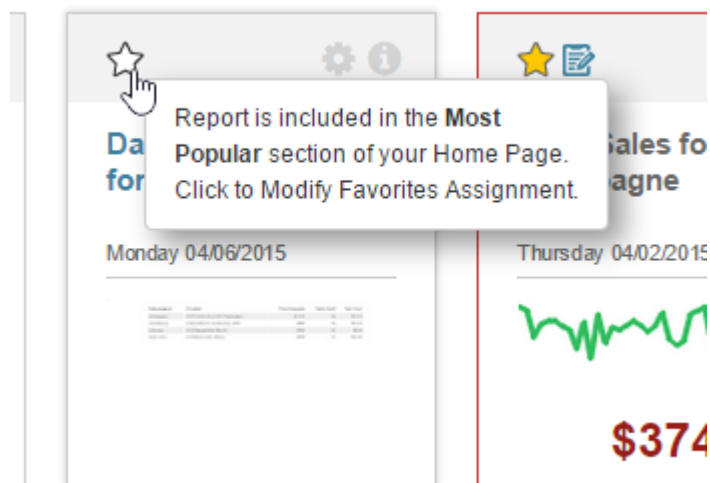 Report is included in the Most
Popular section of your Home Page.
Click to Modify Favorites Assignment.
Da
for
Monday 04/06/2015
Sales fo
agne
Thursday 04/02/2015
$374